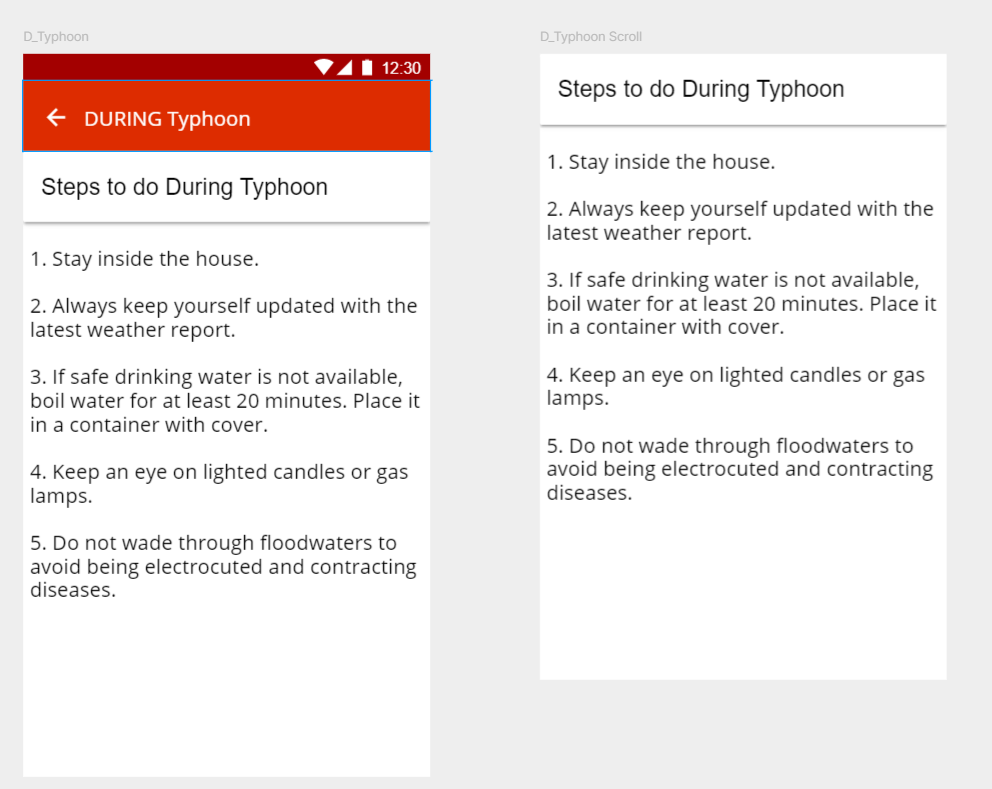 D_Typhoon
12:30
DURING Typhoon
Steps to do During Typhoon
1. Stay inside the house.
2. Always keep yourself updated with the
latest weather report.
3. If safe drinking water is not available,
boil water for at least 20 minutes. Place it
in a container with cover.
4. Keep an eye on lighted candles or gas
lamps.
5. Do not wade through floodwaters to
avoid being electrocuted and contracting
diseases.
D_Typhoon Scroll
Steps to do During Typhoon
1. Stay inside the house.
2. Always keep yourself updated with the
latest weather report.
3. If safe drinking water is not available,
boil water for at least 20 minutes. Place it
in a container with cover.
4. Keep an eye on lighted candles or gas
lamps.
5. Do not wade through floodwaters to
avoid being electrocuted and contracting
diseases.